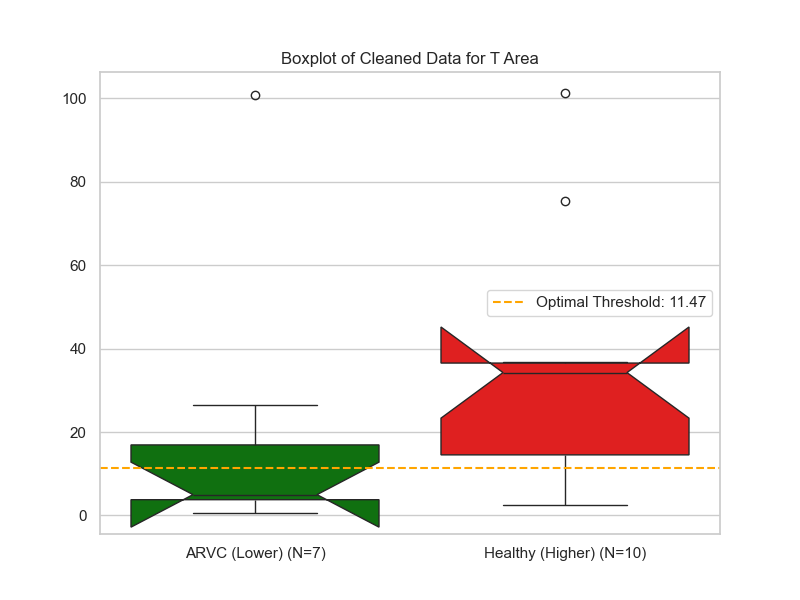 Boxplot of Cleaned Data for T Area
100
80
60
Optimal Threshold: 11.47
40
20
0
ARVC (Lower) (N=7)
Healthy (Higher) (N=10)